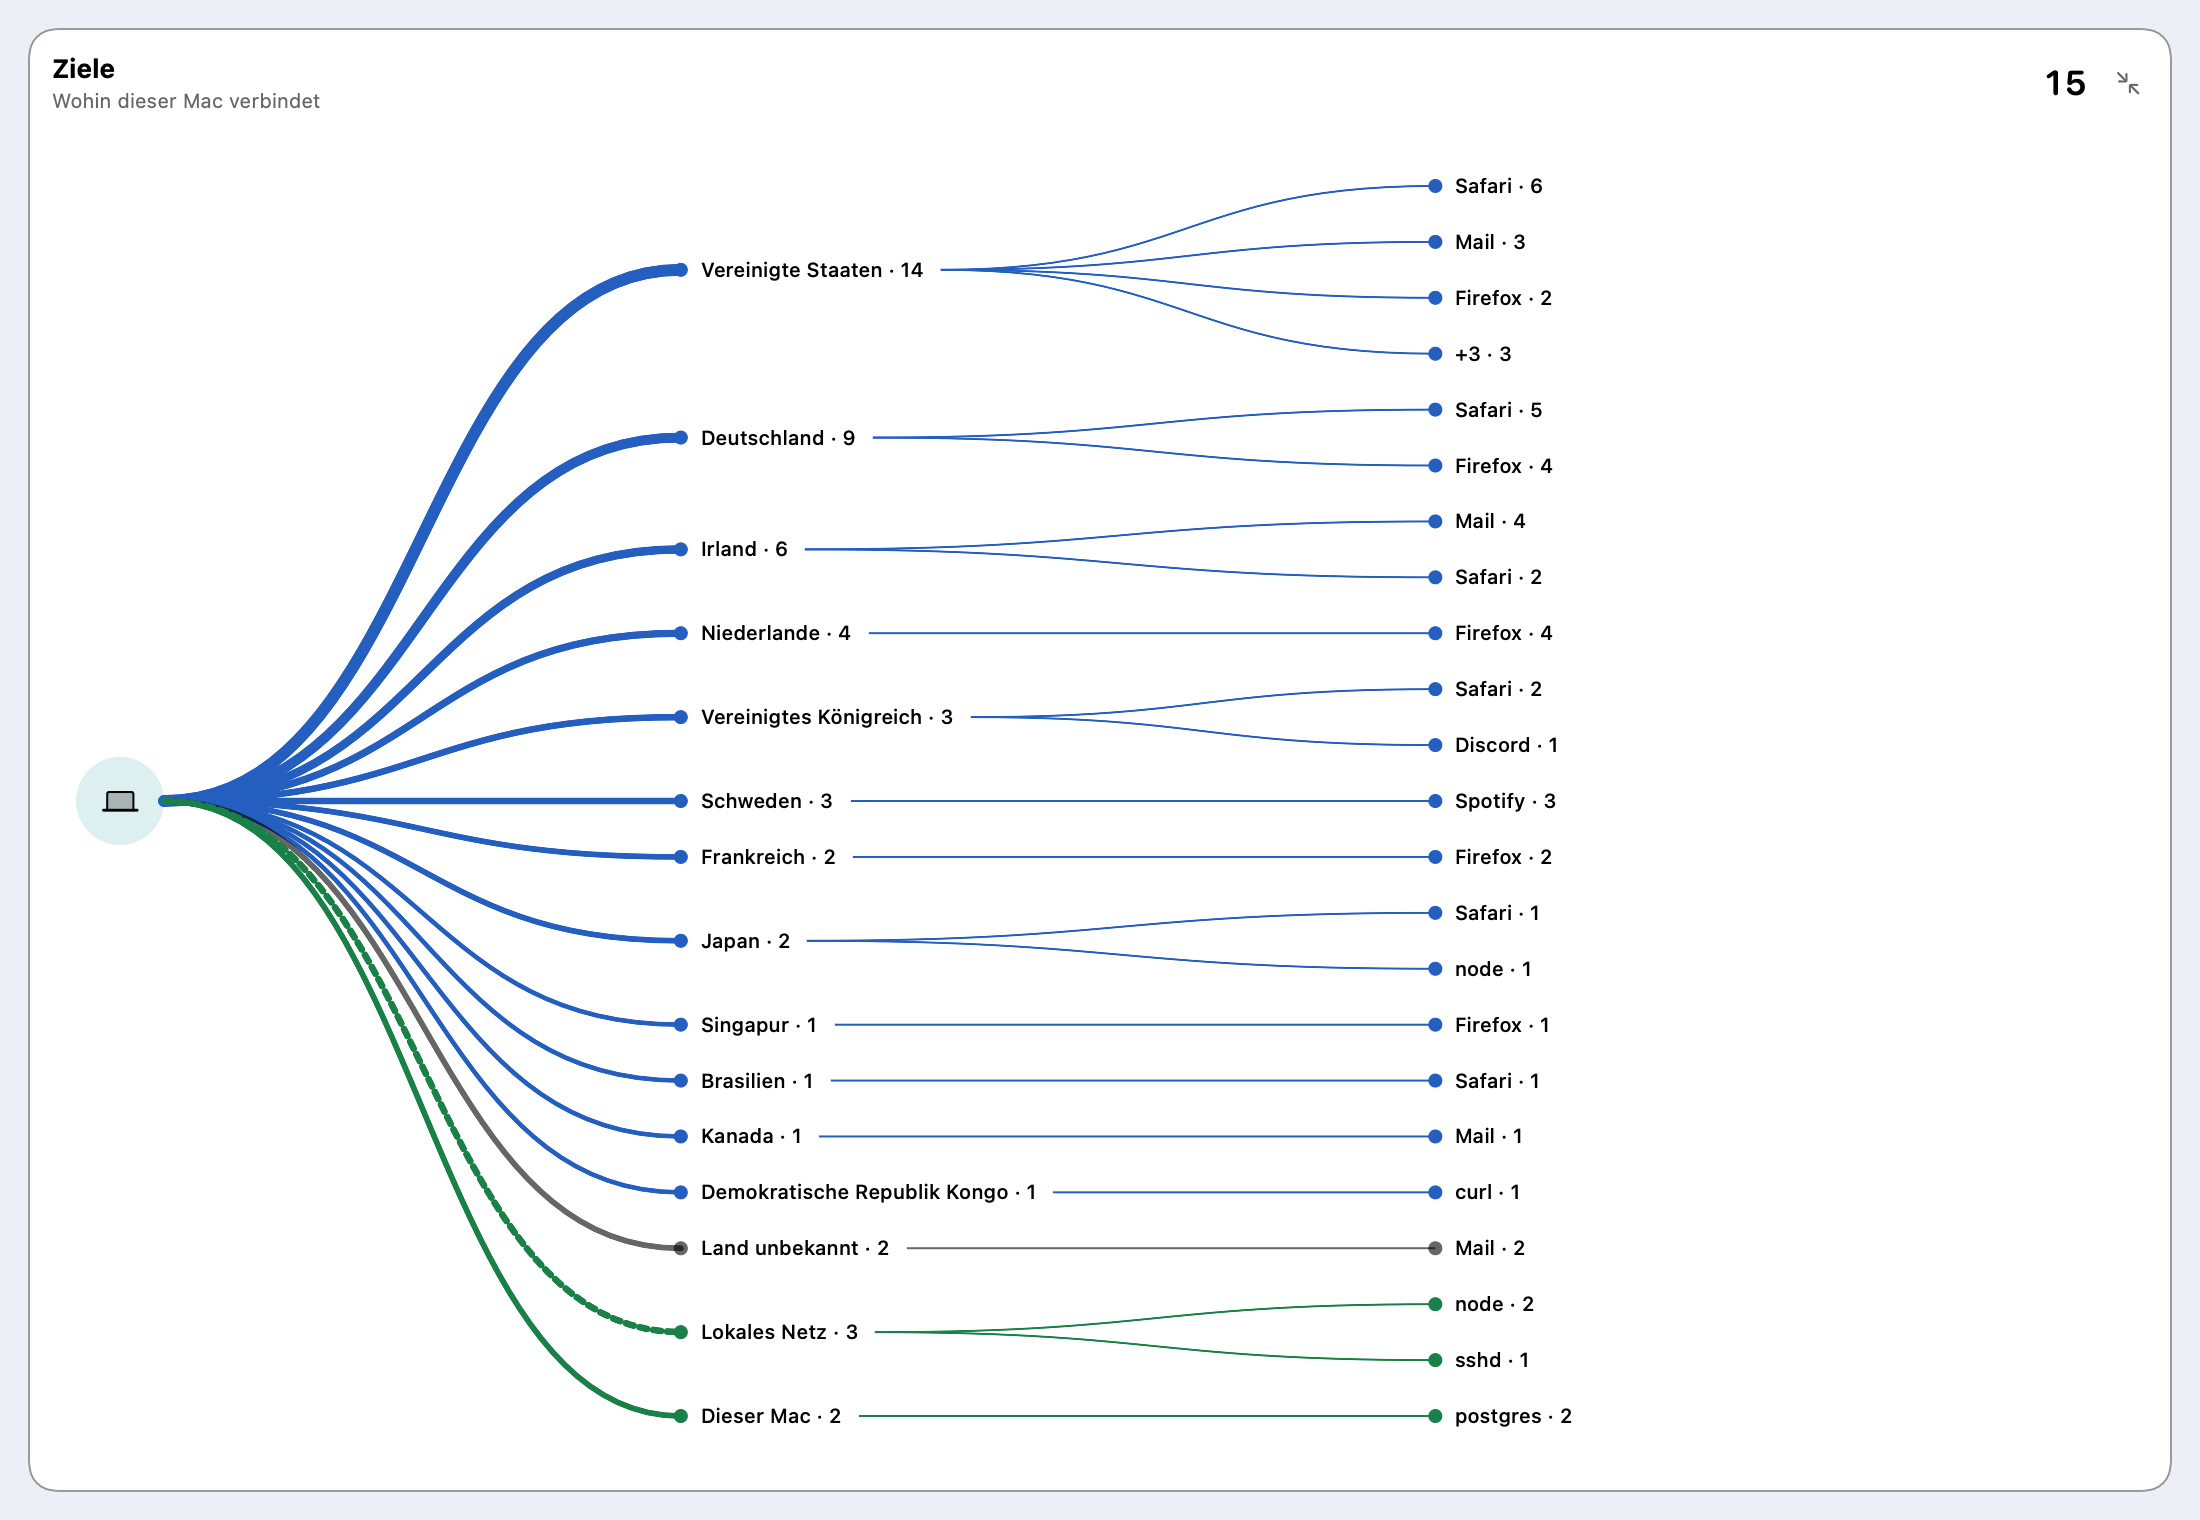 Ziele
Wohin dieser Mac verbindet
15
Vereinigte Staaten · 14
Safari · 6
Mail · 3
Firefox · 2
+3 · 3
Deutschland · 9
Safari · 5
Firefox · 4
Irland · 6
Mail · 4
Safari · 2
Niederlande · 4
Firefox · 4
Vereinigtes Königreich · 3
Safari · 2
Discord · 1
Schweden · 3
Spotify · 3
Frankreich · 2
Firefox · 2
Japan · 2
Safari · 1
node · 1
Singapur · 1
Firefox · 1
Brasilien · 1
Safari · 1
Kanada · 1
Mail · 1
Demokratische Republik Kongo · 1
curl · 1
Land unbekannt · 2
Mail · 2
Lokales Netz · 3
node · 2
sshd · 1
Dieser Mac · 2
postgres · 2